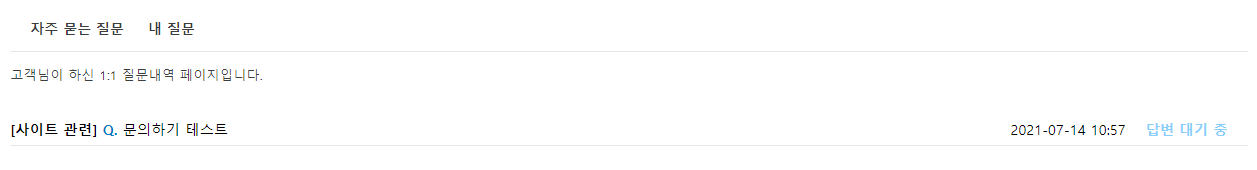 자주 묻는 질문 내 질문
고객님이 하신 1:1 질문내역 페이지입니다.
[사이트 관련] Q. 문의하기 테스트 2021-07-14 10:57 답변 대기 중